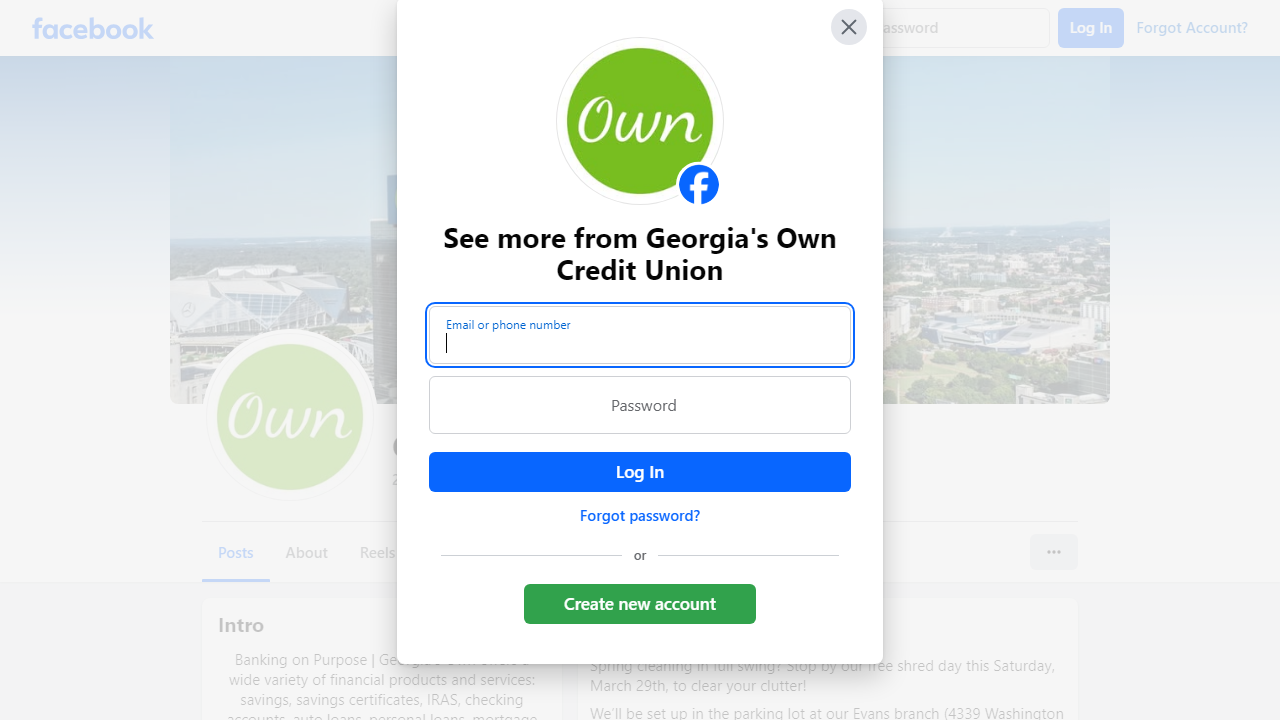 facebook
assword
Log In
Forgot Account?
Own
See more from Georgia's Own
Credit Union
Email or phone number
Password
Log In
Forgot password?
or
Create new account
Own
Posts
About
Reels
Intro
Banking on Purpose |
wide variety of financial products and services:
savings, savings certificates, IRAS, checking
accounts, auto loans, personal loans, mortgage
Spring cleaning in full swing? Stop by our free shred day this Saturday,
March 29th, to clear your clutter!
We'll be set up in the parking lot at our Evans branch (4339 Washington